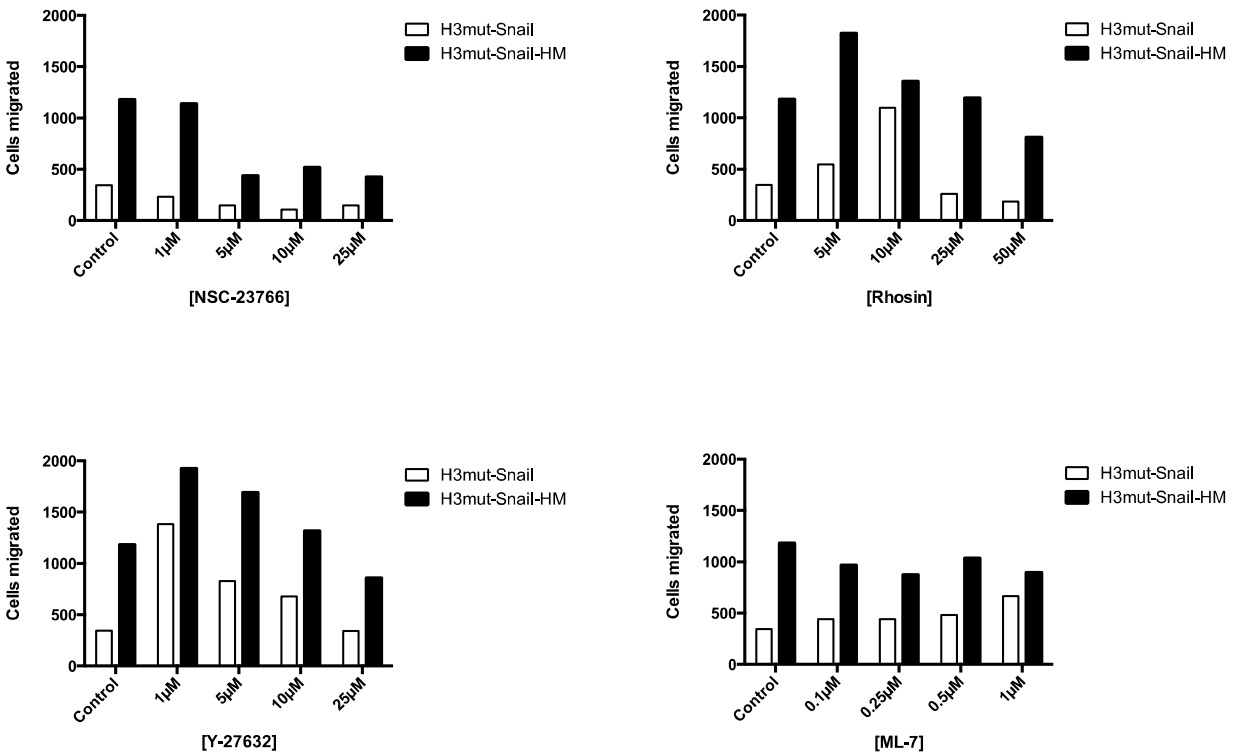 2000
1500
1000
500
0
Cells migrated
Control
1µM
5µM
10µM
25µM
[NSC-23766]
H3mut-Snail
H3mut-Snail-HM
2000
1500
1000
500
0
Cells migrated
Control
5µM
10µM
25µM
50µM
[Rhosin]
H3mut-Snail
H3mut-Snail-HM
2000
1500
1000
500
0
Cells migrated
Control
1µM
5µM
10µM
25µM
[Y-27632]
H3mut-Snail
H3mut-Snail-HM
2000
1500
1000
500
0
Cells migrated
Control
0.1µM
0.25µM
0.5µM
1µM
[ML-7]
H3mut-Snail
H3mut-Snail-HM